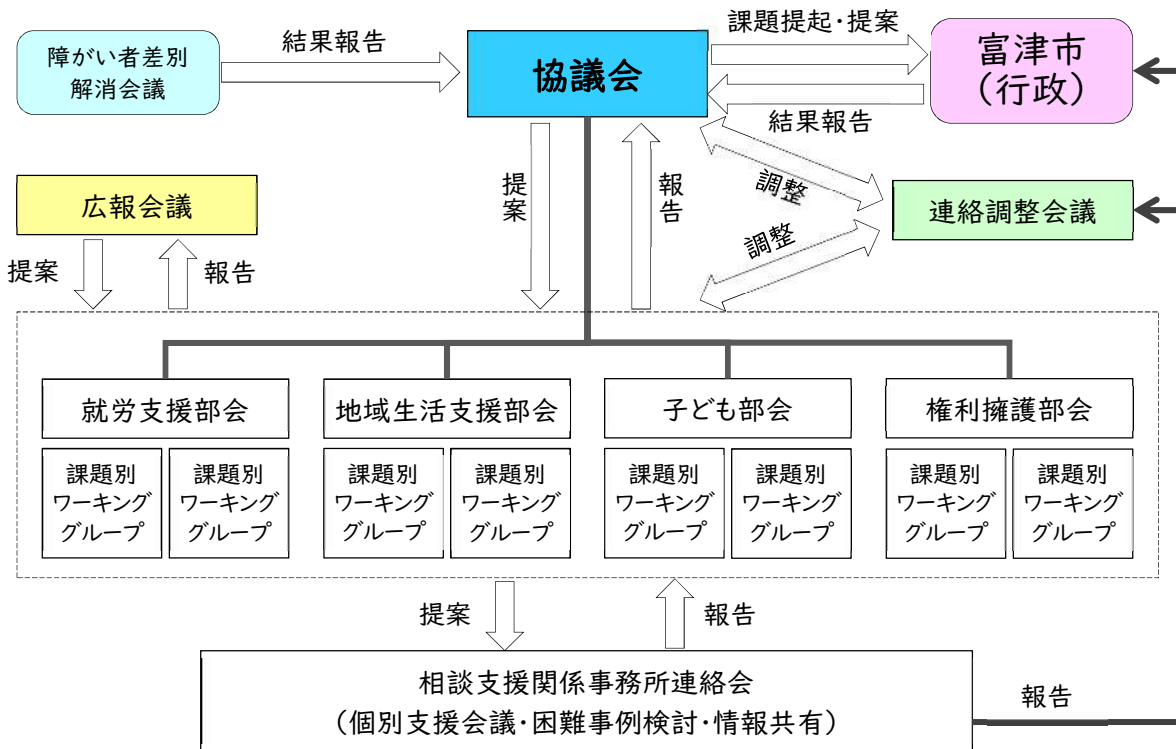 障がい者差別
解消会議
結果報告
協議会
課題提起・提案
富津市
（行政）
結果報告
広報会議
提案
報告
提案
報告
調整
調整
連絡調整会議
就労支援部会
地域生活支援部会
子ども部会
権利擁護部会
課題別
ワーキング
グループ
課題別
ワーキング
グループ
課題別
ワーキング
グループ
課題別
ワーキング
グループ
課題別
ワーキング
グループ
課題別
ワーキング
グループ
課題別
ワーキング
グループ
課題別
ワーキング
グループ
提案
報告
相談支援関係事務所連絡会
（個別支援会議・困難事例検討・情報共有）
報告